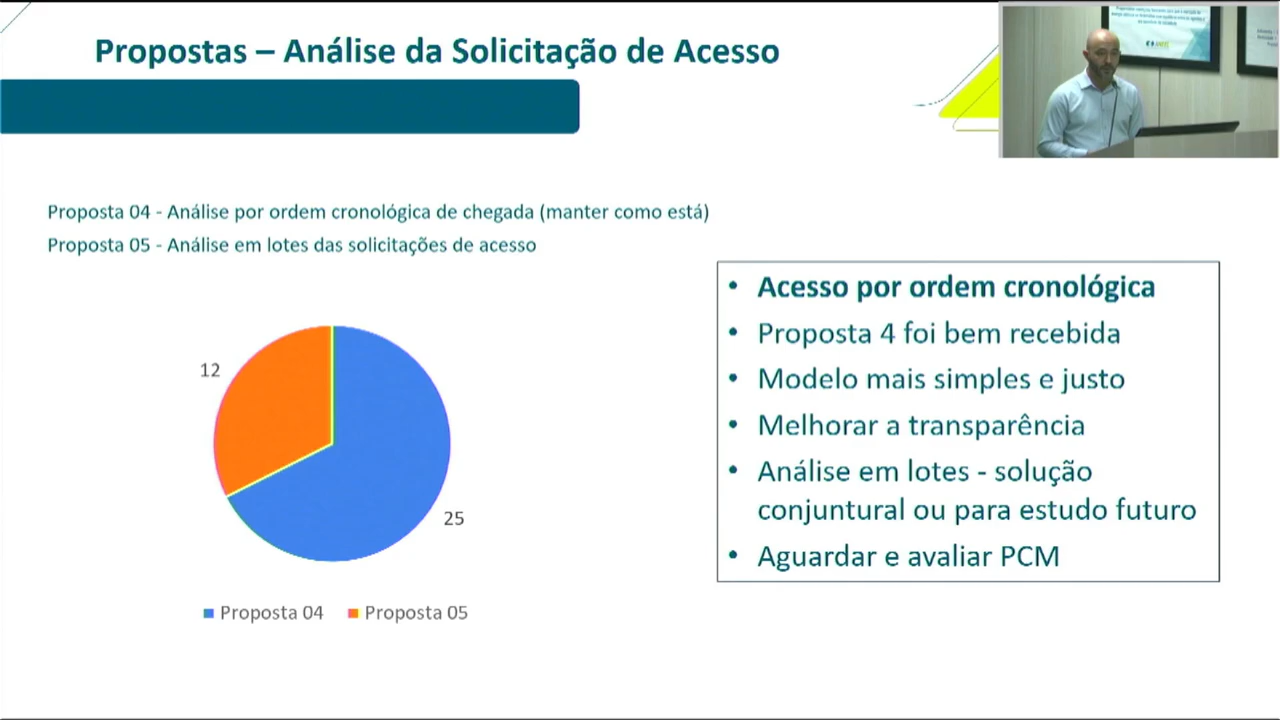 Propostas – Análise da Solicitação de Acesso
Proposta 04 - Análise por ordem cronológica de chegada (manter como está)
Proposta 05 - Análise em lotes das solicitações de acesso
12
25
Proposta 04 Proposta 05
• Acesso por ordem cronológica
• Proposta 4 foi bem recebida
• Modelo mais simples e justo
• Melhorar a transparência
• Análise em lotes - solução
conjuntural ou para estudo futuro
• Aguardar e avaliar PCM